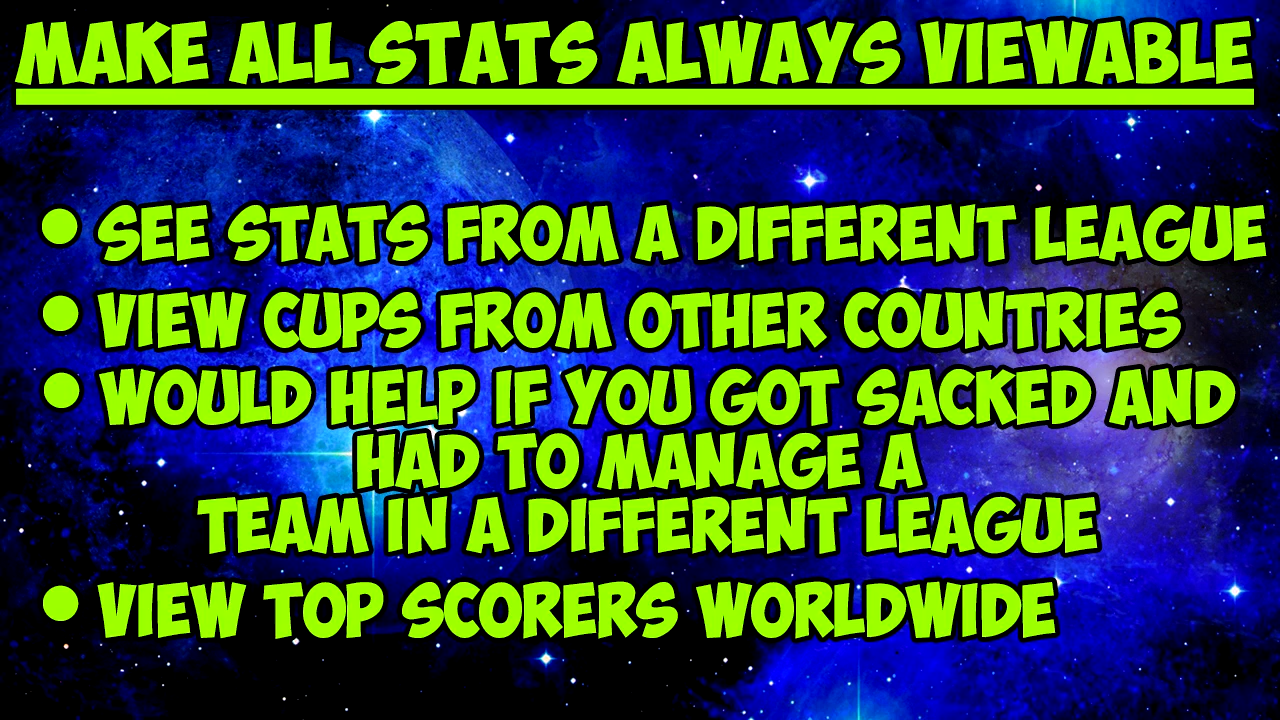 MAKE ALL STATS ALWAYS VIEWABLE
• SEE STATS FROM A DIFFERENT LEAGUE
• VIEW CUPS FROM OTHER COUNTRIES
• WOULD HELP IF YOU GOT SACKED AND
HAD TO MANAGE A
TEAM IN A DIFFERENT LEAGUE
• VIEW TOP SCORERS WORLDWIDE